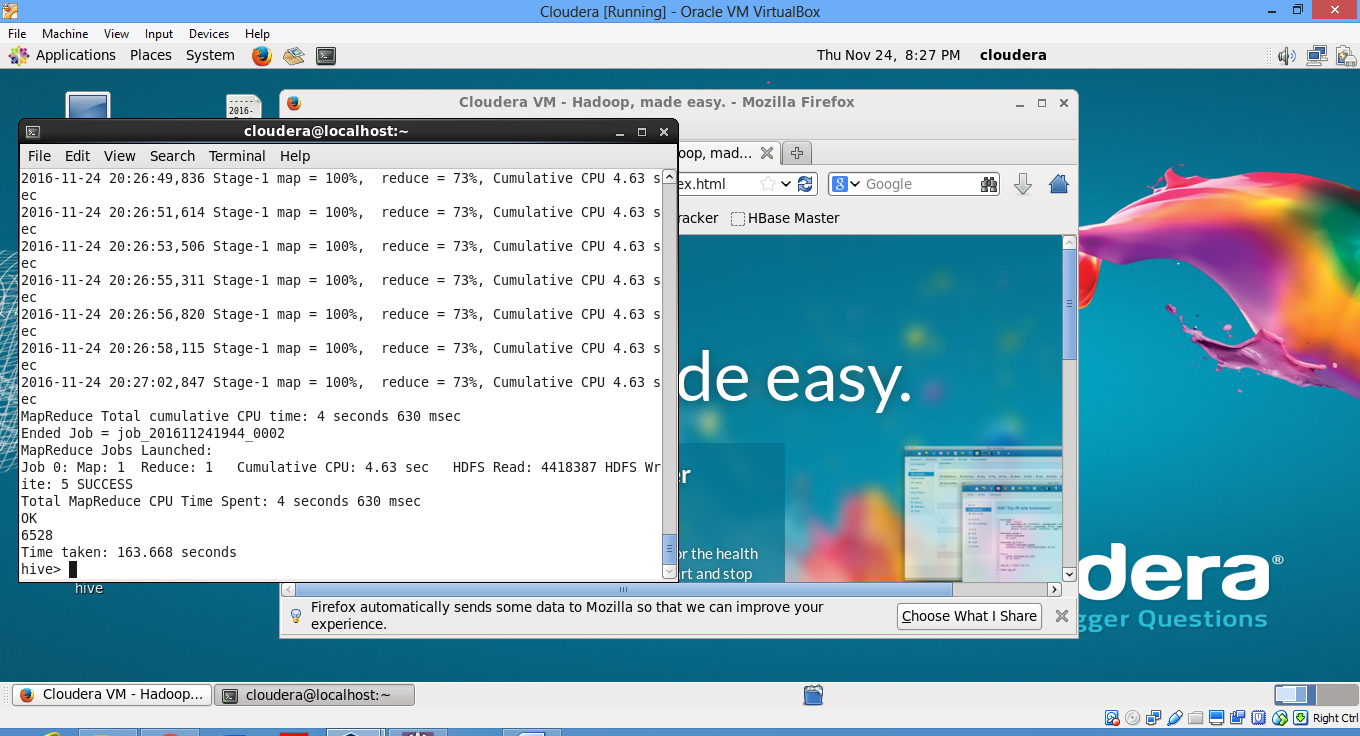 Cloudera [Running] - Oracle VM VirtualBox
File Machine View Input Devices Help
Applications Places System
Thu Nov 24, 8:27 PM cloudera
2016-
Cloudera VM - Hadoop, made easy. - Mozilla Firefox
cloudera@localhost:~
File Edit View Search Terminal Help
oop, mad...
ex.html
Google
racker HBase Master
2016-11-24 20:26:49,836 Stage-1 map = 100%,  reduce = 73%, Cumulative CPU 4.63 s
ec
2016-11-24 20:26:51,614 Stage-1 map = 100%,  reduce = 73%, Cumulative CPU 4.63 s
ec
2016-11-24 20:26:53,506 Stage-1 map = 100%,  reduce = 73%, Cumulative CPU 4.63 s
ec
2016-11-24 20:26:55,311 Stage-1 map = 100%,  reduce = 73%, Cumulative CPU 4.63 s
ec
2016-11-24 20:26:56,820 Stage-1 map = 100%,  reduce = 73%, Cumulative CPU 4.63 s
ec
2016-11-24 20:26:58,115 Stage-1 map = 100%,  reduce = 73%, Cumulative CPU 4.63 s
ec
2016-11-24 20:27:02,847 Stage-1 map = 100%,  reduce = 73%, Cumulative CPU 4.63 s
ec
MapReduce Total cumulative CPU time: 4 seconds 630 msec
Ended Job = job_201611241944_0002
MapReduce Jobs Launched:
Job 0: Map: 1  Reduce: 1   Cumulative CPU: 4.63 sec   HDFS Read: 4418387 HDFS Wr
ite: 5 SUCCESS
Total MapReduce CPU Time Spent: 4 seconds 630 msec
OK
6528
Time taken: 163.668 seconds
hive>
de easy.
er
or the health
rt and stop
hive
udera®
gger Questions
Firefox automatically sends some data to Mozilla so that we can improve your
experience.
Choose What I Share
Cloudera VM - Hadoop...
cloudera@localhost:~
Right Ctrl